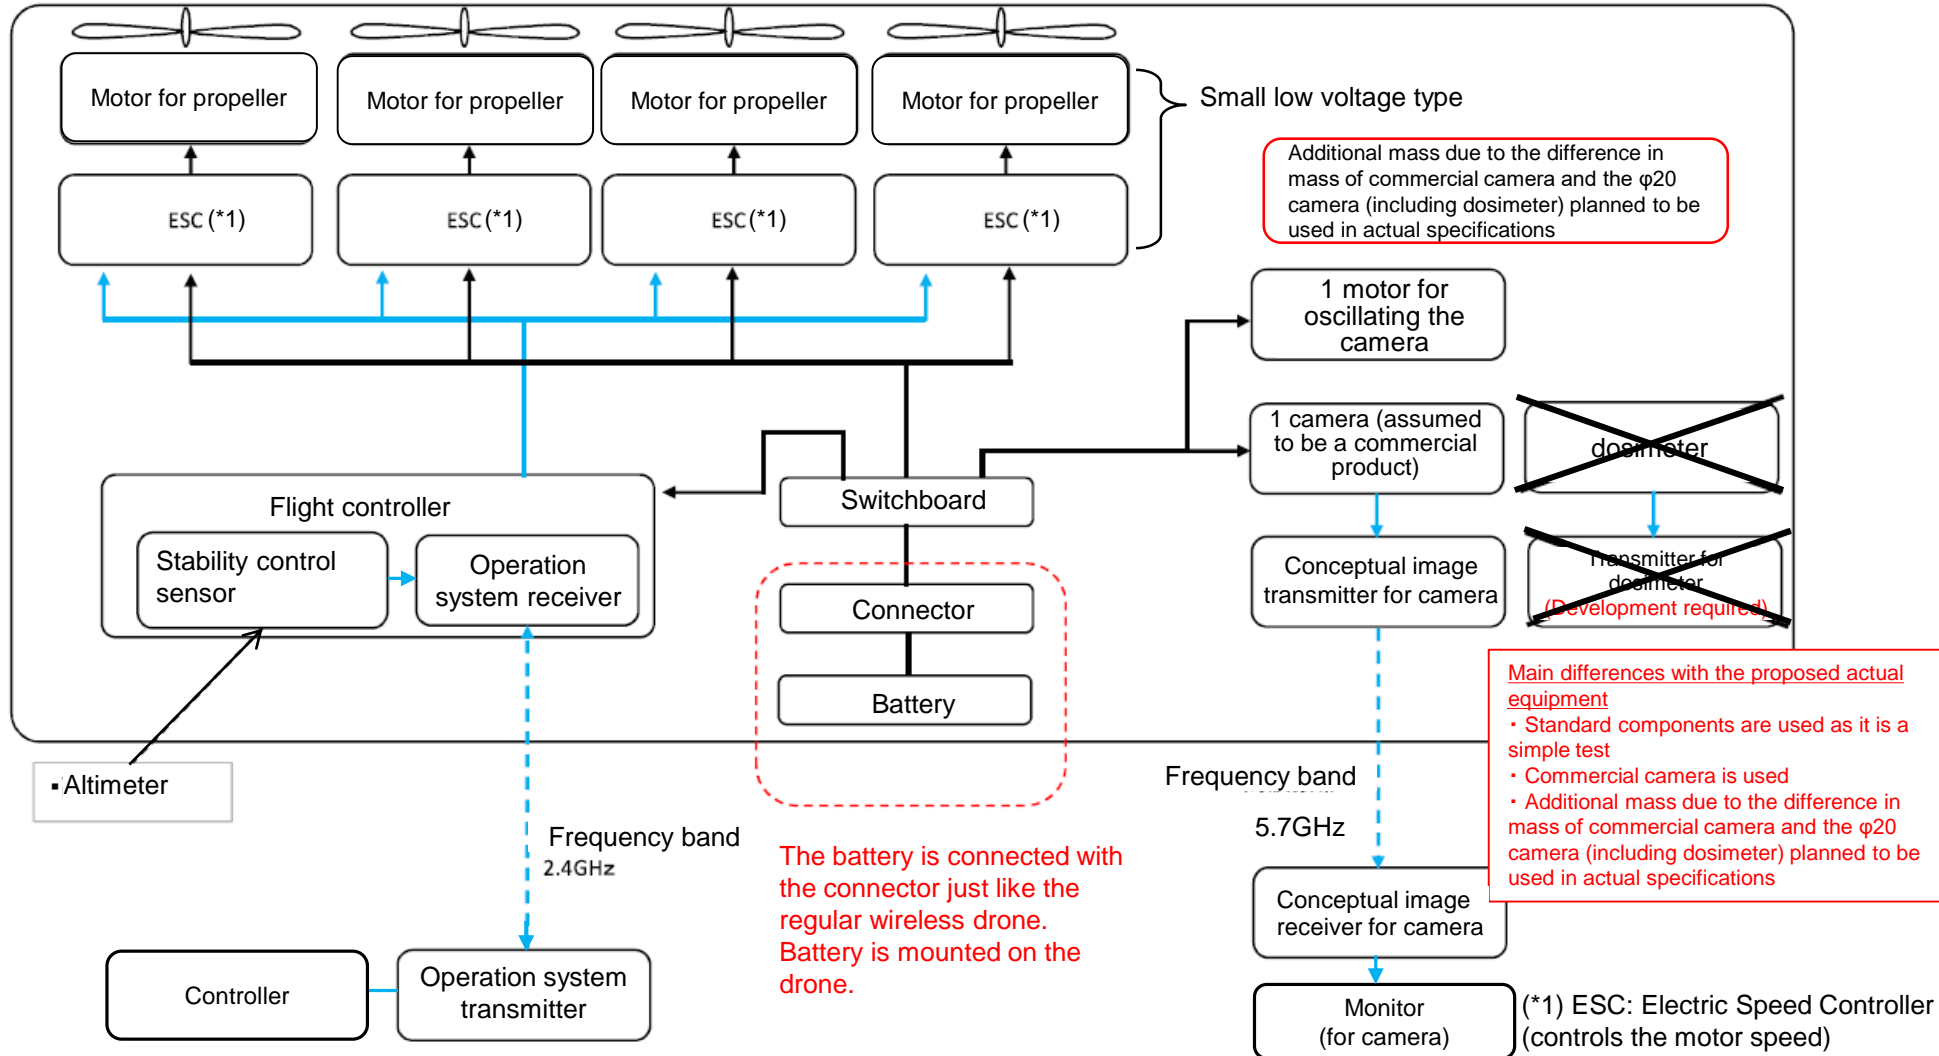 Motor for propeller
Motor for propeller
Motor for propeller
Motor for propeller
Small low voltage type
ESC (*1)
ESC (*1)
ESC (*1)
ESC (*1)
Additional mass due to the difference in
mass of commercial camera and the φ20
camera (including dosimeter) planned to be
used in actual specifications
1 motor for
oscillating the
camera
1 camera (assumed
to be a commercial
product)
dosimeter
Switchboard
Flight controller
Stability control
sensor
Operation
system receiver
Conceptual image
transmitter for camera
Transmitter for
dosimeter
(Development required)
Connector
Battery
▪Altimeter
Main differences with the proposed actual
equipment
・Standard components are used as it is a
simple test
・Commercial camera is used
・Additional mass due to the difference in
mass of commercial camera and the φ20
camera (including dosimeter) planned to be
used in actual specifications
Frequency band
5.7GHz
Frequency band
2.4GHz
The battery is connected with
the connector just like the
regular wireless drone.
Battery is mounted on the
drone.
Conceptual image
receiver for camera
Controller
Operation system
transmitter
Monitor
(for camera)
(*1) ESC: Electric Speed Controller
(controls the motor speed)